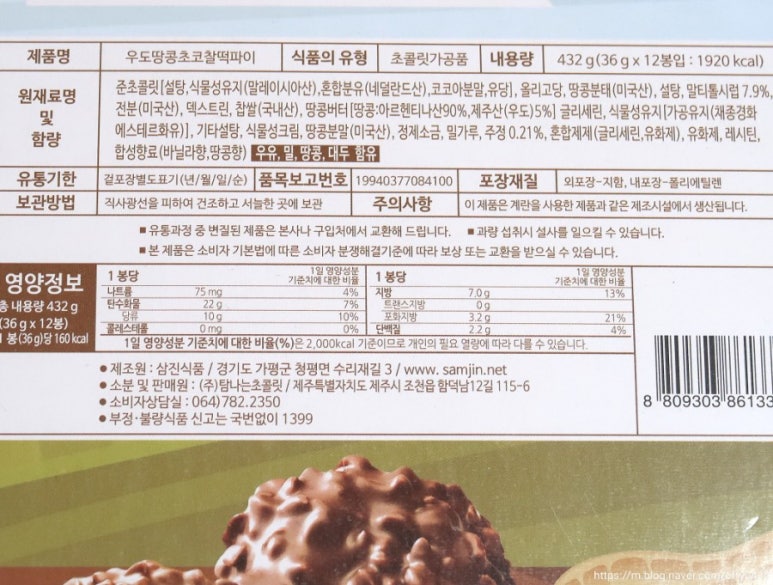 제품명 우도땅콩초코찰떡파이 식품의 유형 초콜릿가공품 내용량 432 g(36 g x 12봉입 : 1920 kcal)
원재료명 및 함량
준초콜릿[설탕,식물성유지(말레이시아산),혼합분유(네덜란드산),코코아분말,유당], 올리고당, 땅콩분태(미국산), 설탕, 말티톨시럽 7.9%,
전분(미국산), 덱스트린, 찹쌀(국내산), 땅콩버터[땅콩:아르헨티나산90%,제주산(우도)5%] 글리세린, 식물성유지[가공유지(채종경화
에스테르화유)], 기타설탕, 식물성크림, 땅콩분말(미국산), 정제소금, 밀가루, 주정 0.21%, 혼합제제(글리세린,유화제), 유화제, 레시틴,
합성향료(바닐라향,땅콩향) 우유, 밀, 땅콩, 대두 함유
유통기한 겉포장별도표기(년/월/일/순) 품목보고번호 19940377084100 포장재질 외포장-지함, 내포장-폴리에틸렌
보관방법 직사광선을 피하여 건조하고 서늘한 곳에 보관 주의사항 이 제품은 계란을 사용한 제품과 같은 제조시설에서 생산됩니다.
■ 유통과정 중 변질된 제품은 본사나 구입처에서 교환해 드립니다. ■ 과량 섭취시 설사를 일으킬 수 있습니다.
■ 본 제품은 소비자 기본법에 따른 소비자 분쟁해결기준에 따라 보상 또는 교환을 받으실 수 있습니다.
영양정보
총 내용량 432 g
(36 g x 12봉)
1 봉(36 g)당 160 kcal
1 봉당 1일 영양성분 기준치에 대한 비율
나트륨 75 mg 4%
탄수화물 22 g 7%
당류 10 g 10%
콜레스테롤 0 mg 0%
1 봉당 1일 영양성분 기준치에 대한 비율
지방 7.0 g 13%
트랜스지방 0 g
포화지방 3.2 g 21%
단백질 2.2 g 4%
1일 영양성분 기준치에 대한 비율(%)은 2,000kcal 기준이므로 개인의 필요 열량에 따라 다를 수 있습니다.
● 제조원 : 삼진식품 / 경기도 가평군 청평면 수리재길 3 / www. samjin.net
● 소분 및 판매원 : (주)탐나는초콜릿 / 제주특별자치도 제주시 조천읍 함덕남12길 115-6
● 소비자상담실 : 064)782.2350
● 부정·불량식품 신고는 국번없이 1399
8 809303 86133